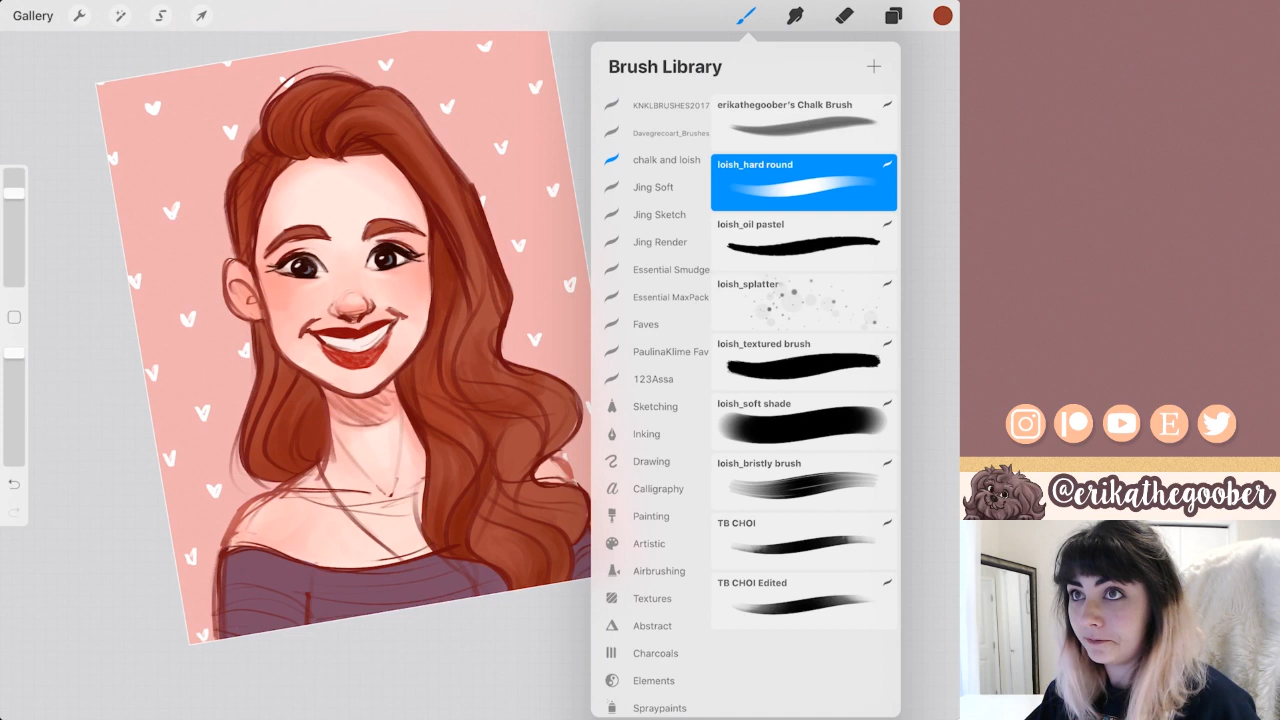 Gallery
Brush Library
KNKLBRUSHES2017
Davegrecoart_Brushes
chalk and loish
Jing Soft
Jing Sketch
Jing Render
Essential Smudge
Essential MaxPack
Faves
PaulinaKlime Fav
123Assa
Sketching
Inking
Drawing
Calligraphy
Painting
Artistic
Airbrushing
Textures
Abstract
Charcoals
Elements
Spraypaints
erikathegoober's Chalk Brush
loish_hard round
loish_oil pastel
loish_splatter
loish_textured brush
loish_soft shade
loish_bristly brush
TB CHOI
TB CHOI Edited
E
@erikathegoober